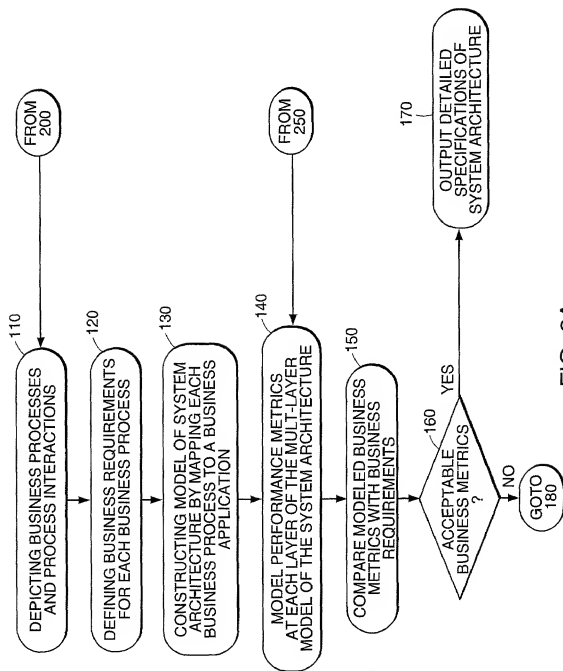 110
DEPICTING BUSINESS PROCESSES
AND PROCESS INTERACTIONS
FROM
200
120
DEFINING BUSINESS REQUIREMENTS
FOR EACH BUSINESS PROCESS
130
CONSTRUCTING MODEL OF SYSTEM
ARCHITECTURE BY MAPPING EACH
BUSINESS PROCESS TO A BUSINESS
APPLICATION
140
MODEL PERFORMANCE METRICS
AT EACH LAYER OF THE MULT-LAYER
MODEL OF THE SYSTEM ARCHITECTURE
FROM
250
150
COMPARE MODELED BUSINESS
METRICS WITH BUSINESS
REQUIREMENTS
160
ACCEPTABLE
BUSINESS METRICS
?
YES
170
OUTPUT DETAILED
SPECIFICATIONS OF
SYSTEM ARCHITECTURE
NO
GOTO
180